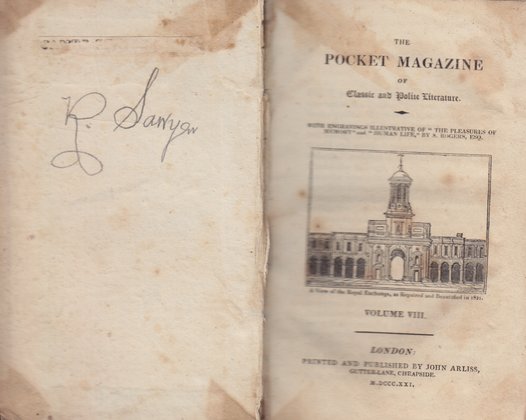 R. Sawyer
THE
POCKET MAGAZINE
OF
Classic and Polite Literature.
WITH ENGRAVINGS ILLUSTRATIVE OF "THE PLEASURES OF
MEMORY" and "HUMAN LIFE," BY S. ROGERS, ESQ.
A View of the Royal Exchange, as Repaired and Beautified in 1821.
VOLUME VIII.
LONDON:
PRINTED AND PUBLISHED BY JOHN ARLISS,
GUTTER-LANE, CHEAPSIDE.
M.DCCC.XXI.